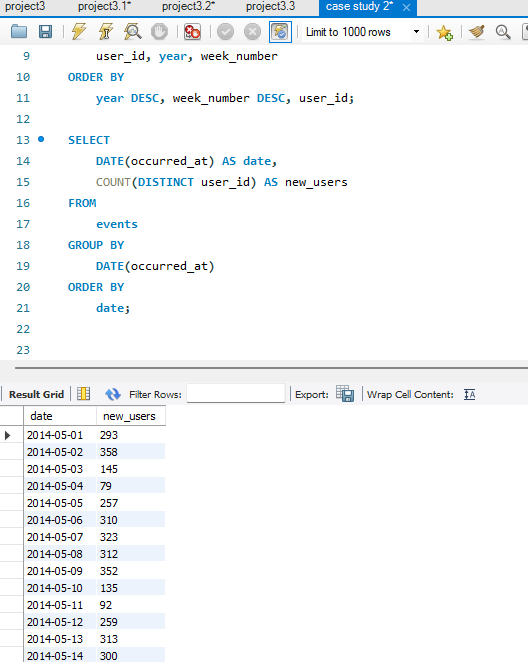 project3 project3.1* project3.2* project3.3 case study 2*
Limit to 1000 rows
9 user_id, year, week_number
10 ORDER BY
11 year DESC, week_number DESC, user_id;
12
13 SELECT
14 DATE(occurred_at) AS date,
15 COUNT(DISTINCT user_id) AS new_users
16 FROM
17 events
18 GROUP BY
19 DATE(occurred_at)
20 ORDER BY
21 date;
22
23
Result Grid Filter Rows: Export: Wrap Cell Content:
date new_users
2014-05-01 293
2014-05-02 358
2014-05-03 145
2014-05-04 79
2014-05-05 257
2014-05-06 310
2014-05-07 323
2014-05-08 312
2014-05-09 352
2014-05-10 135
2014-05-11 92
2014-05-12 259
2014-05-13 313
2014-05-14 300